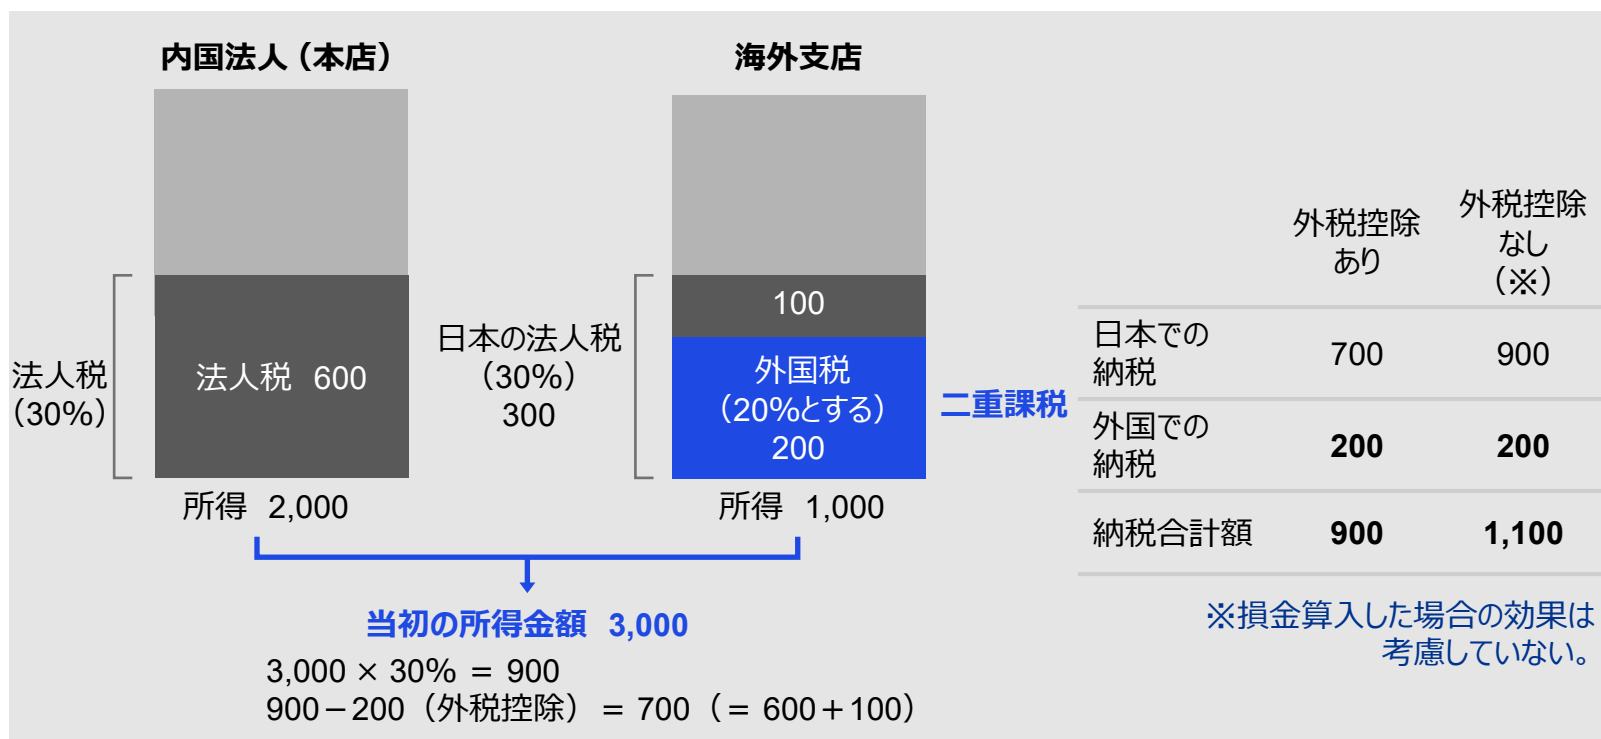 内国法人（本店）
海外支店
法人税
（30％）
法人税 600
日本の法人税
（30％）
300
100
外国税
（20％とする）
200
二重課税
所得 2,000
所得 1,000
当初の所得金額 3,000
3,000 × 30％ ＝ 900
900－200（外税控除）＝ 700（＝ 600＋100）
外税控除
あり
外税控除
なし
（※）
日本での
納税
700
900
外国での
納税
200
200
納税合計額
900
1,100
※損金算入した場合の効果は
考慮していない。